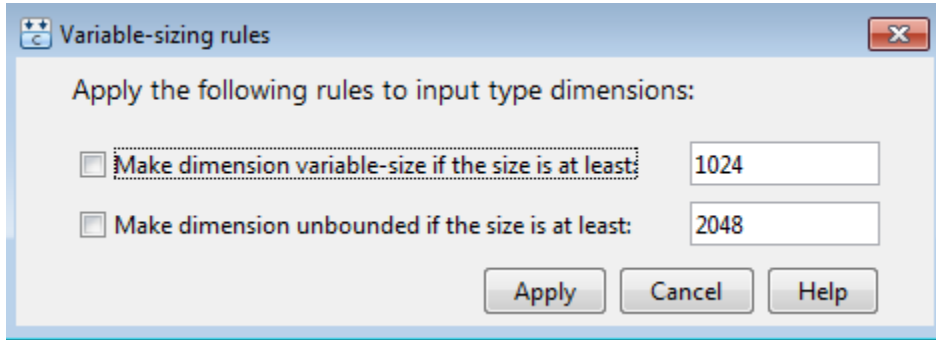 C
Variable-sizing rules
Apply the following rules to input type dimensions:
Make dimension variable-size if the size is at least: 1024
Make dimension unbounded if the size is at least: 2048
Apply Cancel Help